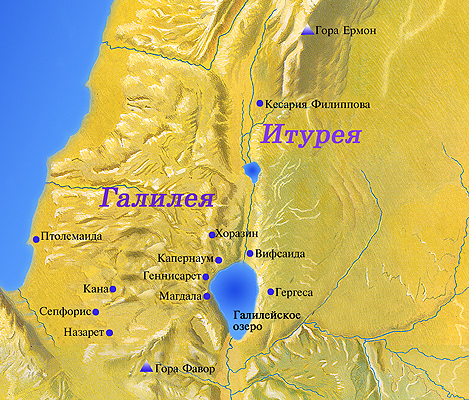 Гора Ермон
Кесария Филиппова
Итурея
Галилея
Хоразин
Птолемаида
Вифсаида
Капернаум
Геннисарет
Кана
Гергеса
Магдала
Сепфорис
Галилейское
озеро
Назарет
Гора Фавор